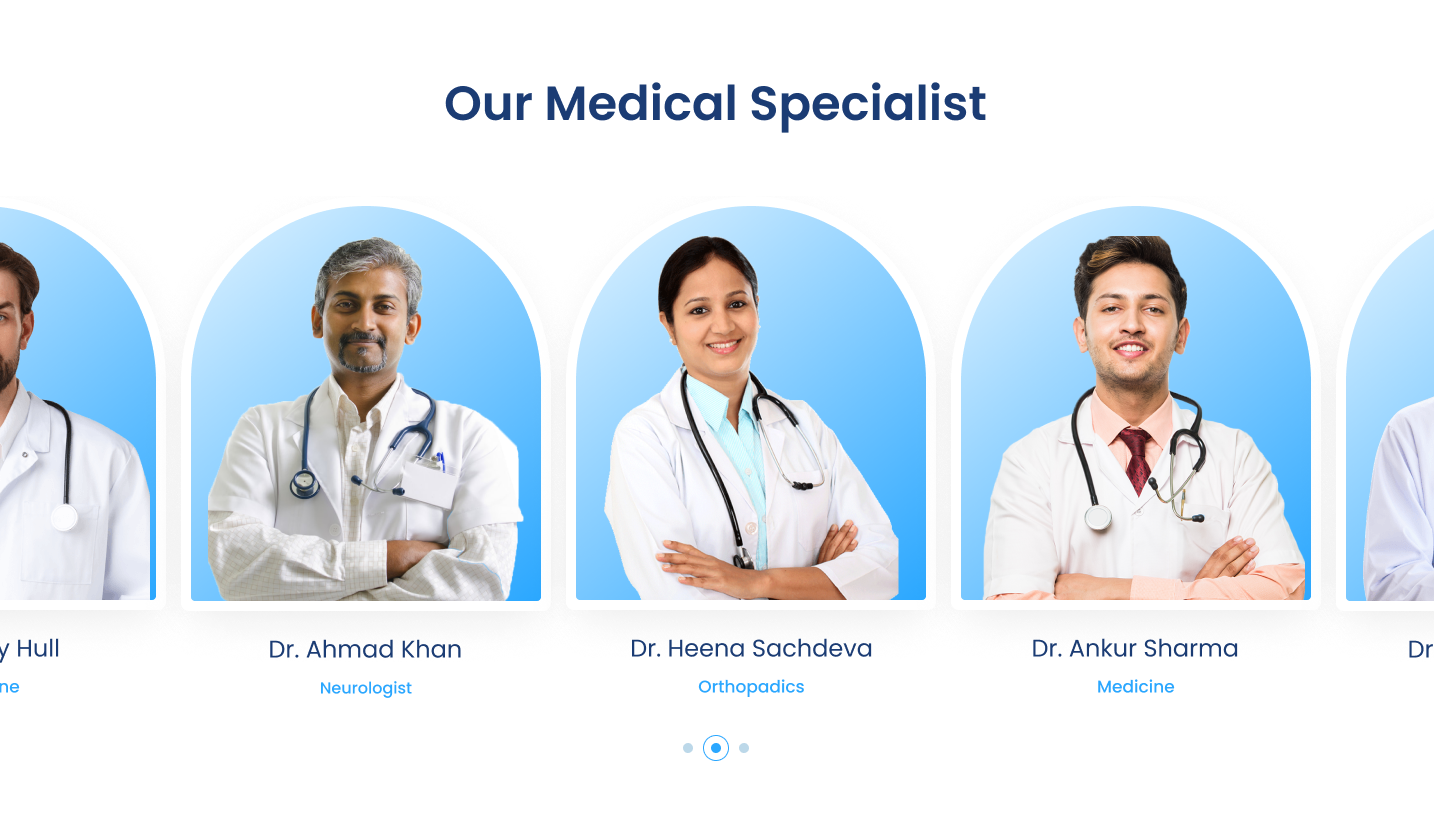 Our Medical Specialist
y Hull
Dr. Ahmad Khan
Dr. Heena Sachdeva
Dr. Ankur Sharma
Dr.
ne
Neurologist
Orthopadics
Medicine